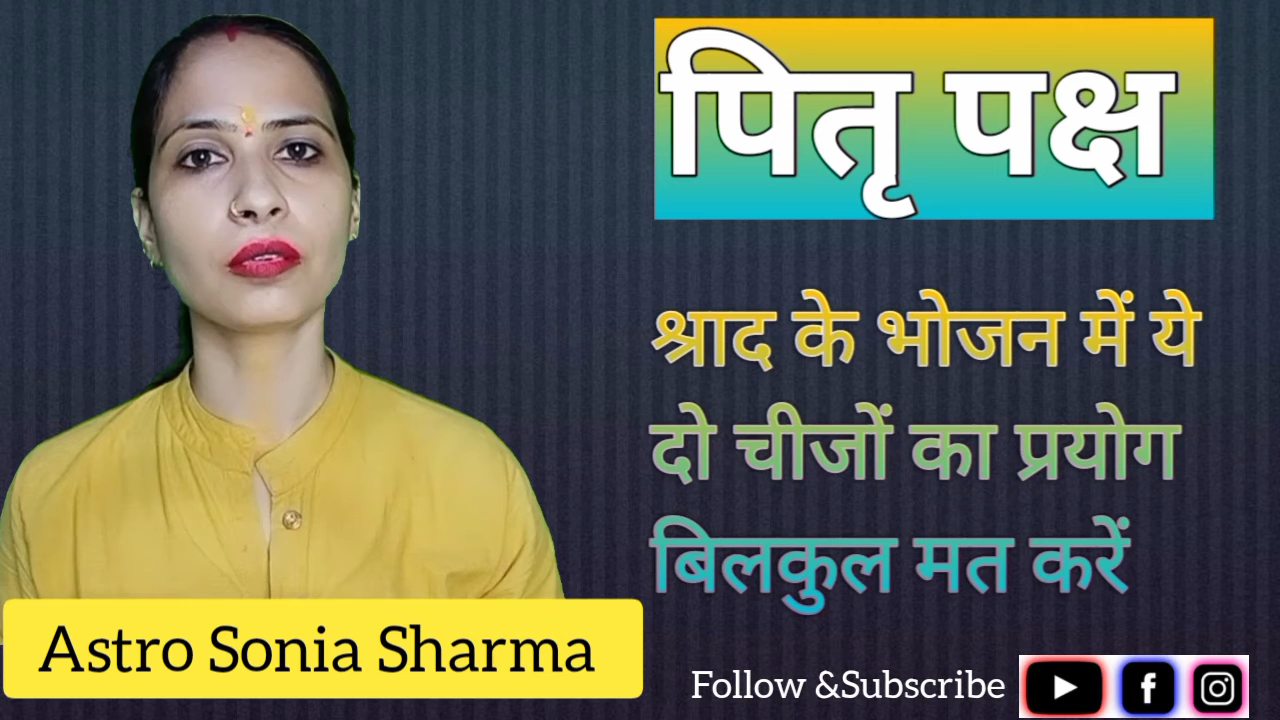 पितृ पक्ष
श्राद के भोजन में ये
दो चीजों का प्रयोग
बिलकुल मत करें
Astro Sonia Sharma
Follow &Subscribe